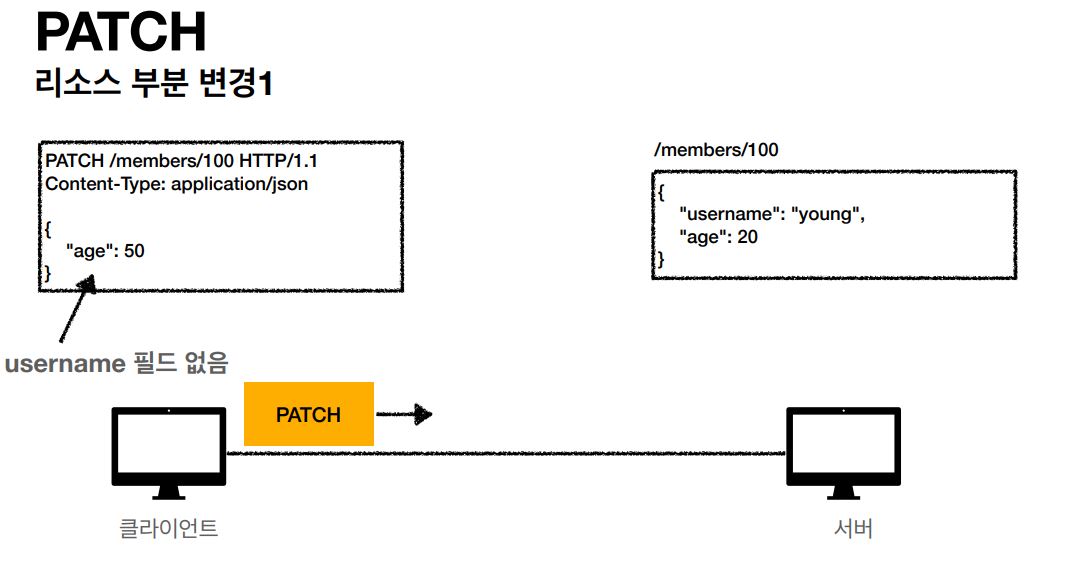 PATCH
리소스 부분 변경1
PATCH /members/100 HTTP/1.1
Content-Type: application/json
{
"age": 50
}
username 필드 없음
/members/100
{
"username": "young",
"age": 20
}
PATCH
클라이언트
서버